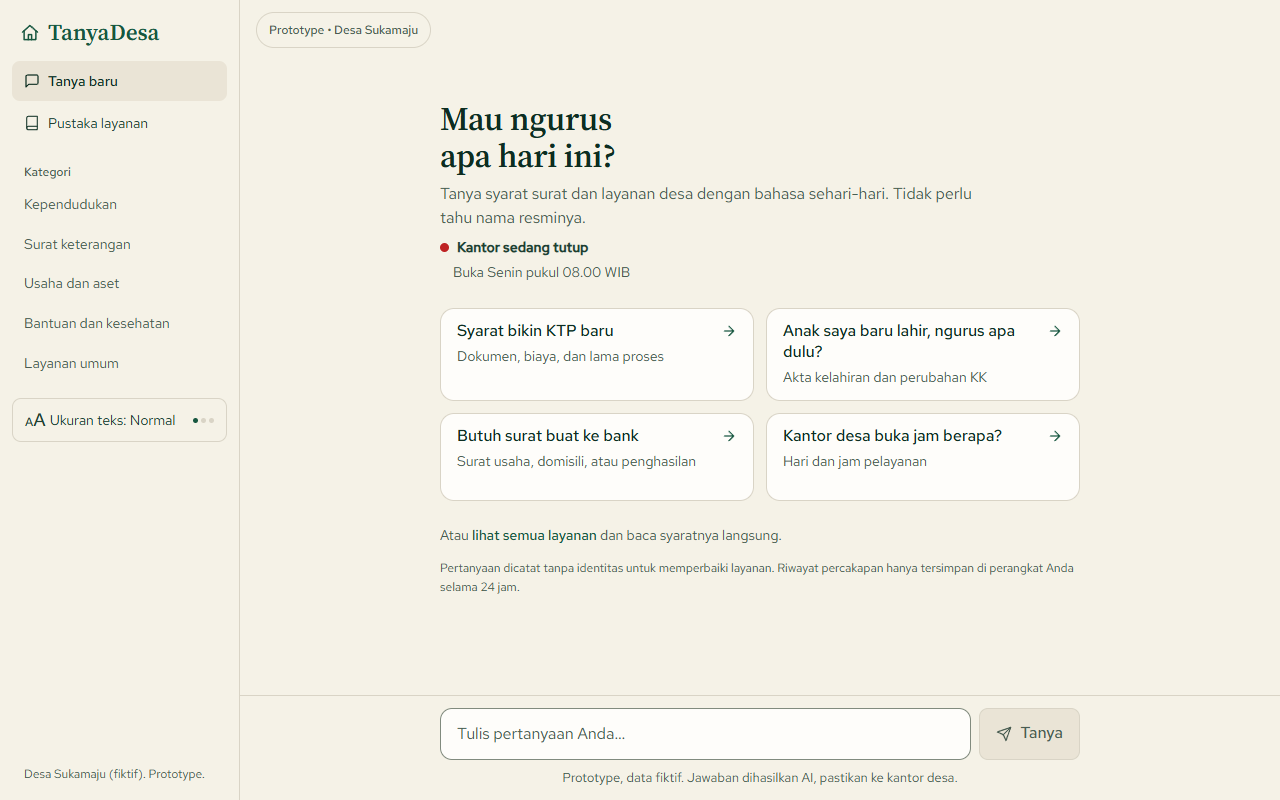 TanyaDesa
Tanya baru
Pustaka layanan
Kategori
Kependudukan
Surat keterangan
Usaha dan aset
Bantuan dan kesehatan
Layanan umum
AA Ukuran teks: Normal
Desa Sukamaju (fiktif). Prototype.
Prototype • Desa Sukamaju
Mau ngurus
apa hari ini?
Tanya syarat surat dan layanan desa dengan bahasa sehari-hari. Tidak perlu
tahu nama resminya.
Kantor sedang tutup
Buka Senin pukul 08.00 WIB
Syarat bikin KTP baru
Dokumen, biaya, dan lama proses
Anak saya baru lahir, ngurus apa
dulu?
Akta kelahiran dan perubahan KK
Butuh surat buat ke bank
Surat usaha, domisili, atau penghasilan
Kantor desa buka jam berapa?
Hari dan jam pelayanan
Atau lihat semua layanan dan baca syaratnya langsung.
Pertanyaan dicatat tanpa identitas untuk memperbaiki layanan. Riwayat percakapan hanya tersimpan di perangkat Anda
selama 24 jam.
Tulis pertanyaan Anda...
Tanya
Prototype, data fiktif. Jawaban dihasilkan AI, pastikan ke kantor desa.